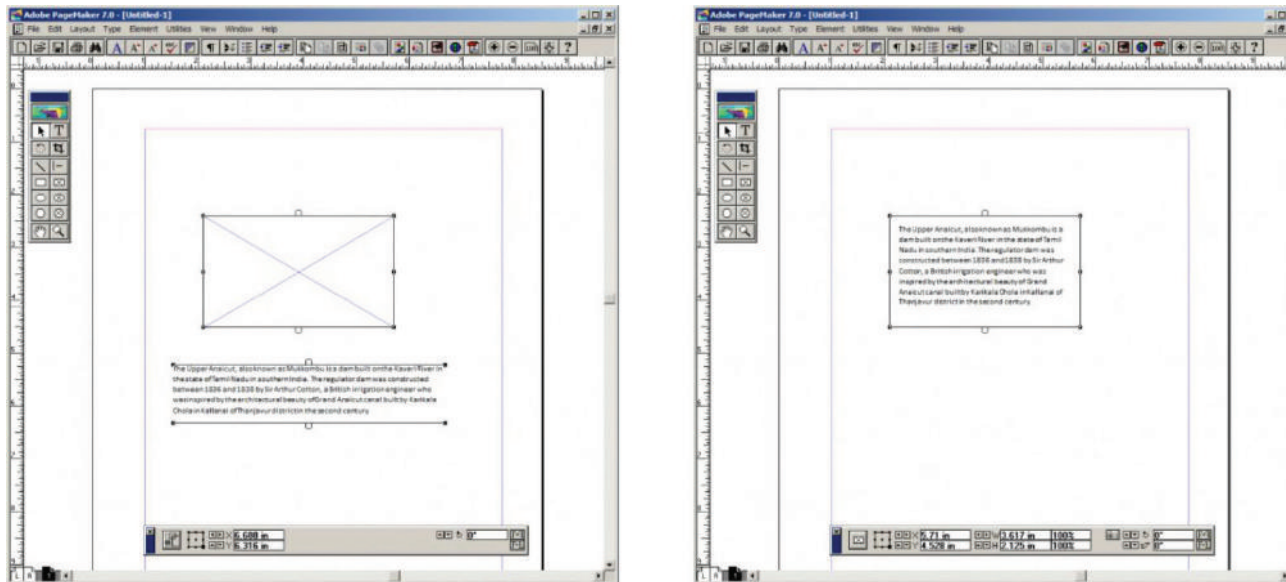 Adobe PageMaker 7.0 - [Untitled-1]
File Edit Layout Type Element Utilities View Window Help
The Upper Anaicut, also known as Mukkombu is a dam built on the Kaveri River in
the state of Tamil Nadu in southern India. The regulator dam was constructed
between 1836 and 1838 by Sir Arthur Cotton, a British irrigation engineer who
was inspired by the architectural beauty of Grand Anaicut canal built by Karikala
Chola in Kallanai of Thanjavur district in the second century.
X 6.608 in 0°
Y 6.316 in
L R 1
Adobe PageMaker 7.0 - [Untitled-1]
File Edit Layout Type Element Utilities View Window Help
The Upper Anaicut, also known as Mukkombu is a
dam built on the Kaveri River in the state of Tamil
Nadu in southern India. The regulator dam was
constructed between 1836 and 1838 by Sir Arthur
Cotton, a British irrigation engineer who was
inspired by the architectural beauty of Grand
Anaicut canal built by Karikala Chola in Kallanai of
Thanjavur district in the second century.
X 5.71 in W 3.617 in 100% 0°
Y 4.528 in H 2.125 in 100% 0°
L R 1